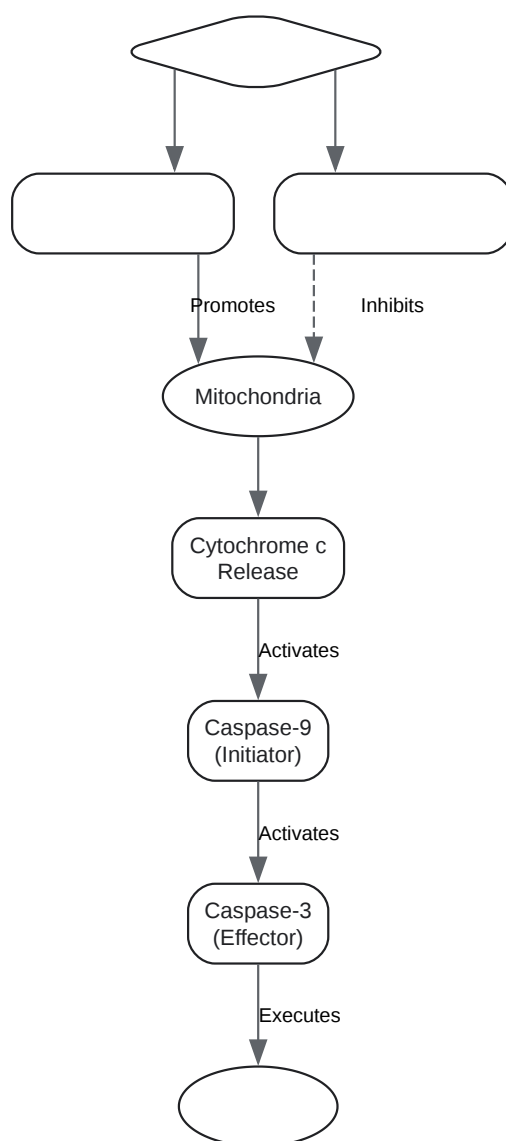 Promotes
Inhibits
Mitochondria
Cytochrome c
Release
Activates
Caspase-9
(Initiator)
Activates
Caspase-3
(Effector)
Executes